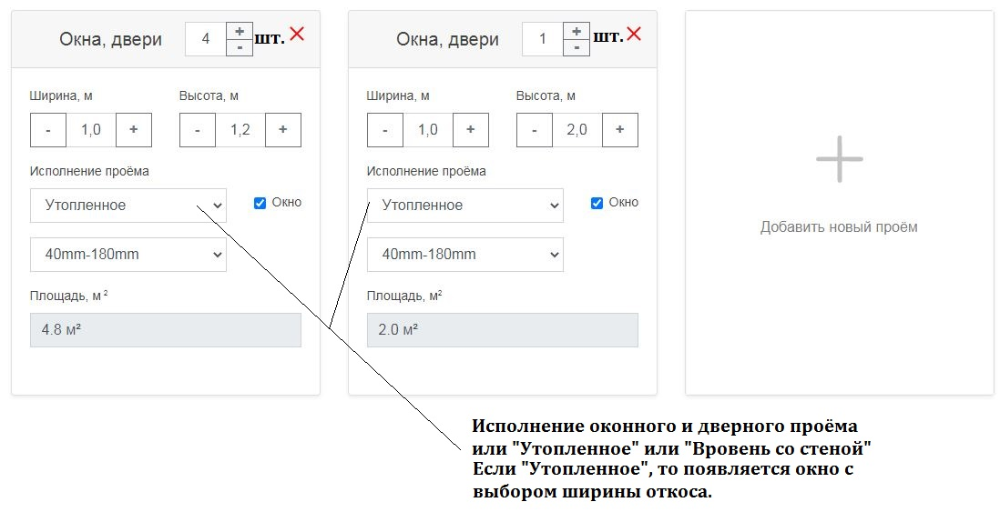 Окна, двери 4 + - шт.
Ширина, м Высота, м
- 1,0 + - 1,2 +
Исполнение проёма
Утопленное Окно
40mm-180mm
Площадь, м ²
4.8 м²
Окна, двери 1 + - шт.
Ширина, м Высота, м
- 1,0 + - 2,0 +
Исполнение проёма
Утопленное Окно
40mm-180mm
Площадь, м²
2.0 м²
Добавить новый проём
Исполнение оконного и дверного проёма
или "Утопленное" или "Вровень со стеной"
Если "Утопленное", то появляется окно с
выбором ширины откоса.